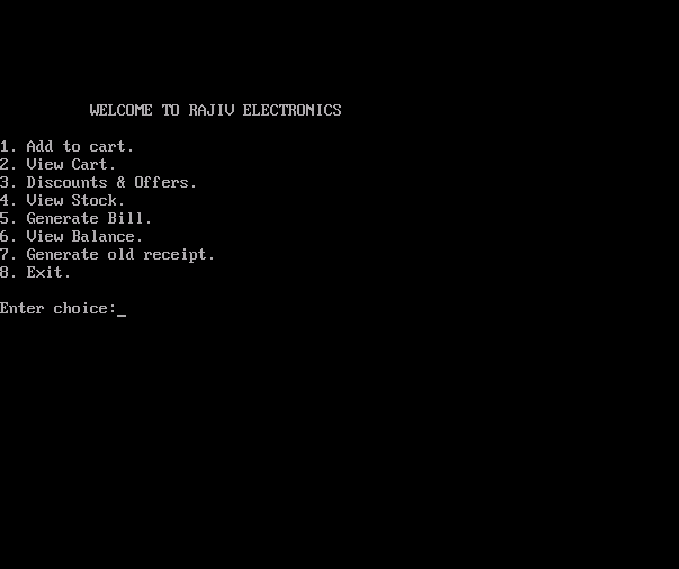 WELCOME TO RAJIV ELECTRONICS
1. Add to cart.
2. View Cart.
3. Discounts & Offers.
4. View Stock.
5. Generate Bill.
6. View Balance.
7. Generate old receipt.
8. Exit.
Enter choice:_